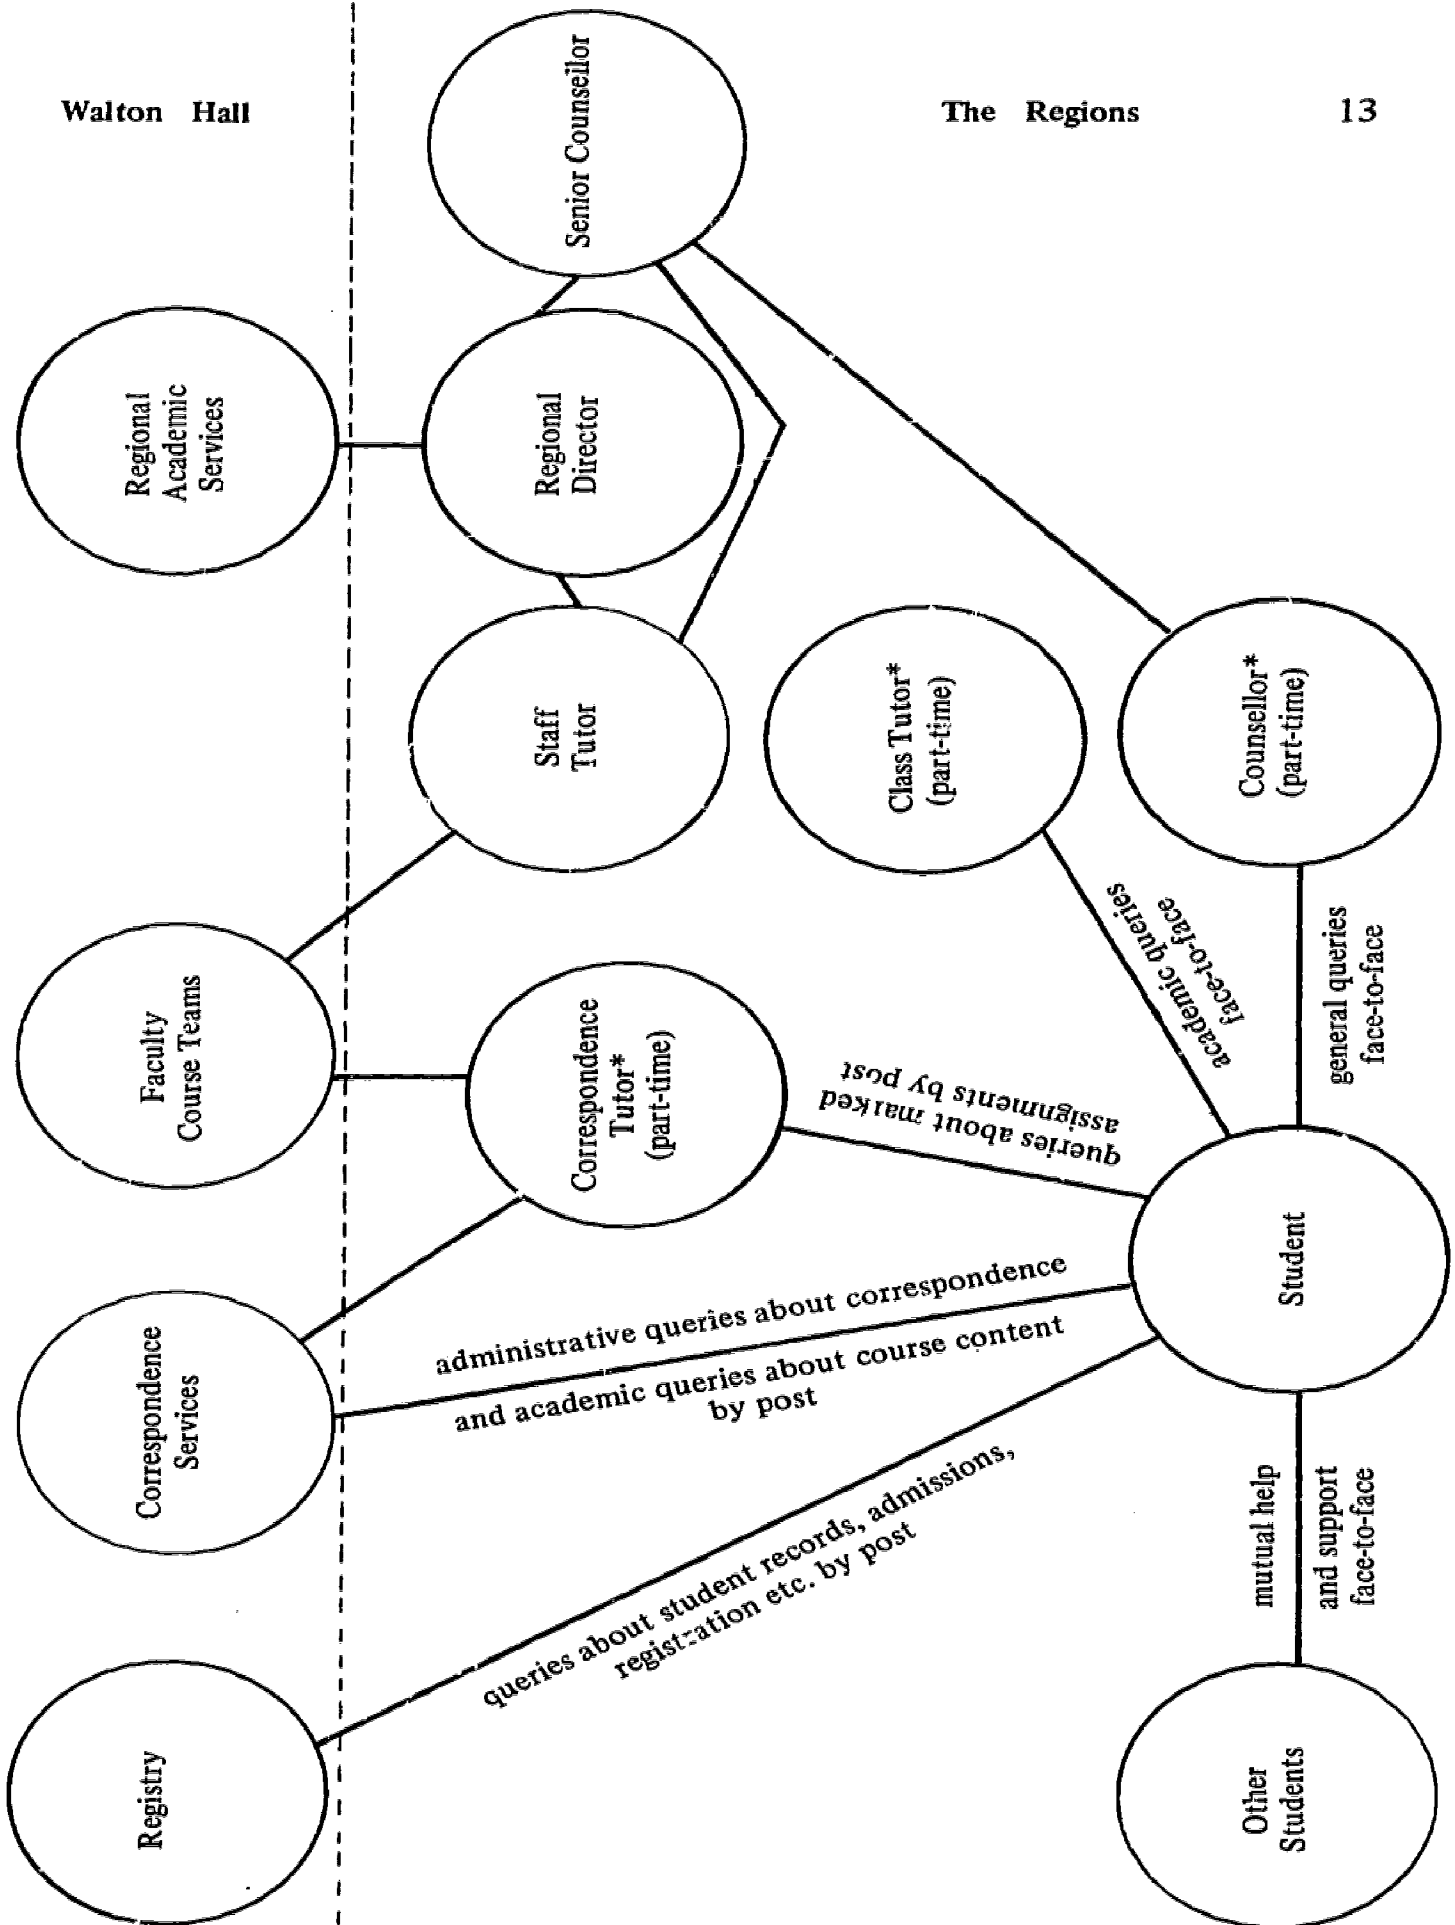 Walton Hall
The Regions
13
Registry
Correspondence
Services
Faculty
Course Teams
Regional
Academic
Services
Correspondence
Tutor*
(part-time)
Staff
Tutor
Regional
Director
Senior Counsellor
Class Tutor*
(part-time)
Counsellor*
(part-time)
Student
Other
Students
queries about student records, admissions,
registration etc. by post
administrative queries about correspondence
and academic queries about course content
by post
queries about marked
assignments by post
academic queries
face-to-face
general queries
face-to-face
mutual help
and support
face-to-face